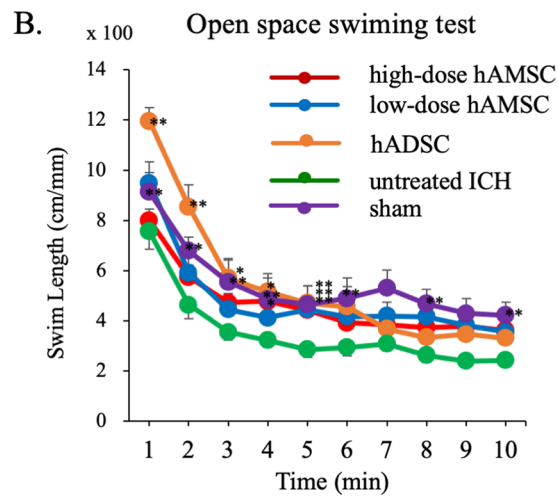 B.
x 100
Open space swiming test
high-dose hAMSC
low-dose hAMSC
hADSC
untreated ICH
sham
Swim Length (cm/mm)
14
12
10
8
6
4
2
0
**
**
**
**
*
**
*
**
*
**
**
**
**
**
**
1 2 3 4 5 6 7 8 9 10
Time (min)